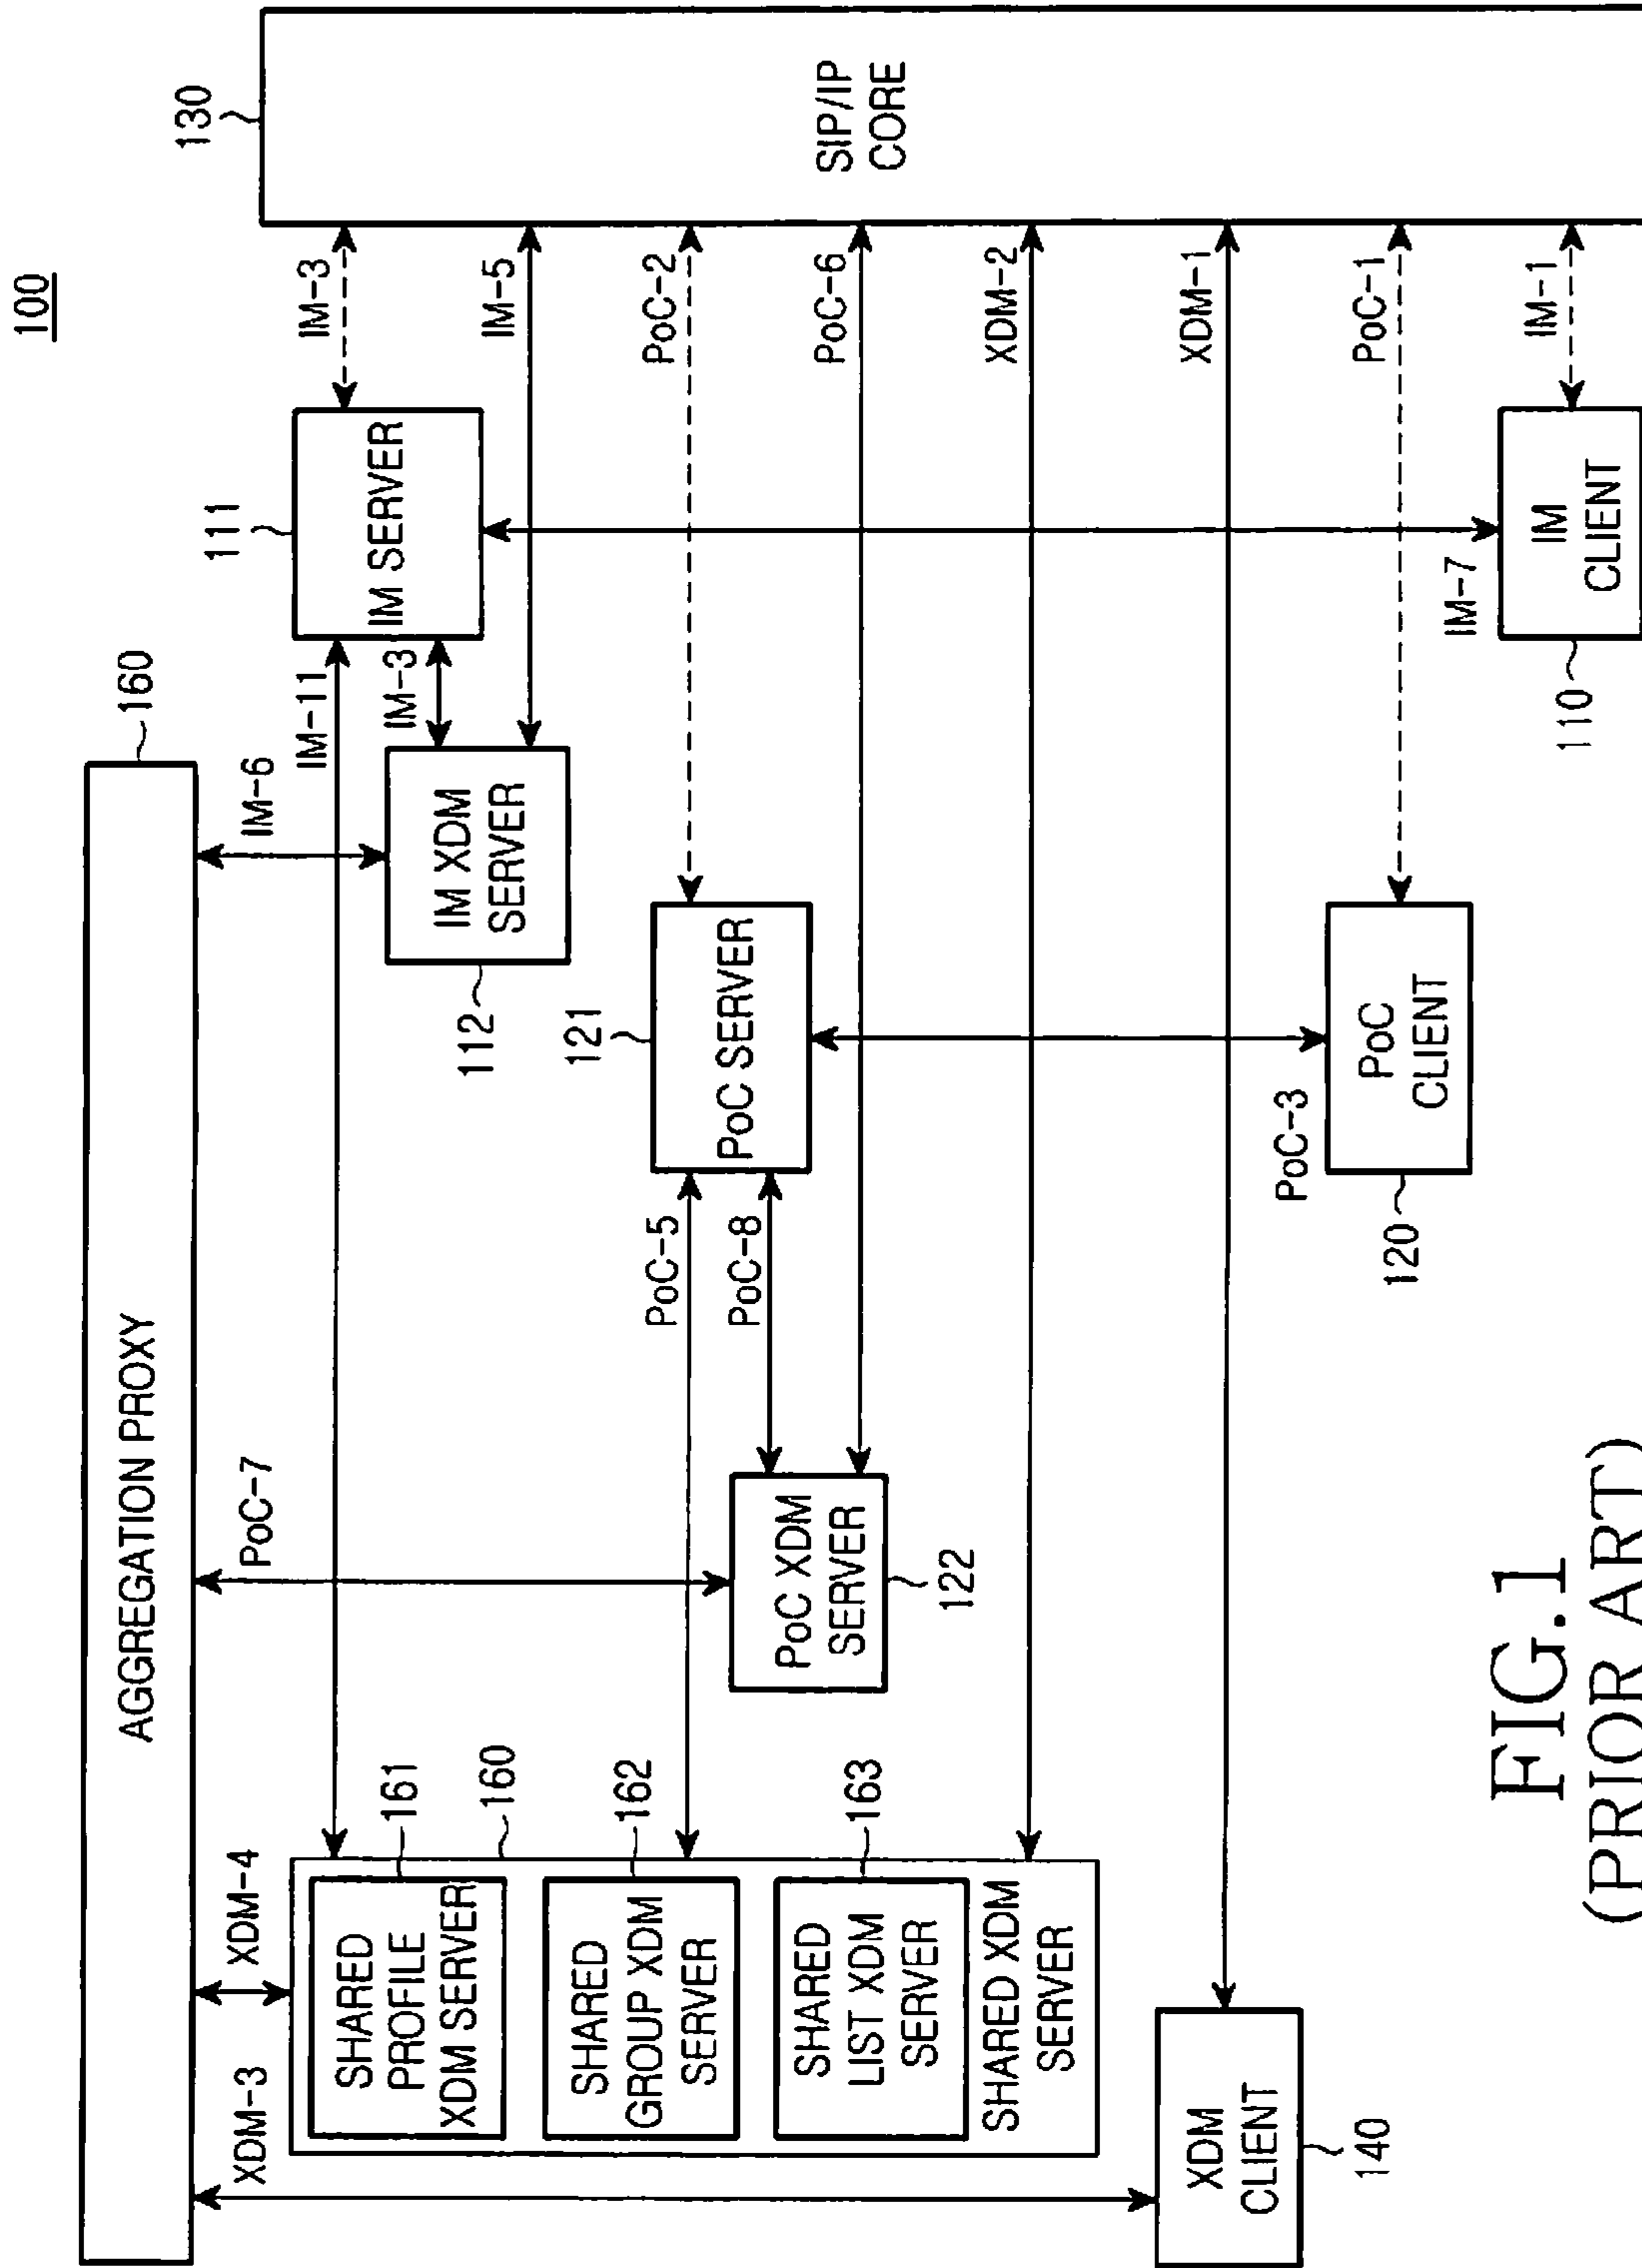 100
AGGREGATION PROXY
160
XDM-3
XDM-4
PoC-7
IM-6
IM-11
IM-3
IM-3
IM-5
111
IM SERVER
130
SIP/IP
CORE
IM XDM
SERVER
112
SHARED
PROFILE
XDM SERVER
161
160
SHARED
GROUP XDM
SERVER
162
SHARED
LIST XDM
SERVER
163
SHARED XDM
SERVER
PoC-5
PoC-8
121
PoC SERVER
PoC-2
PoC XDM
SERVER
122
PoC-6
XDM-2
XDM-1
XDM
CLIENT
140
PoC-3
PoC
CLIENT
120
PoC-1
IM-7
IM
CLIENT
110
IM-1
FIG.1
(PRIOR ART)